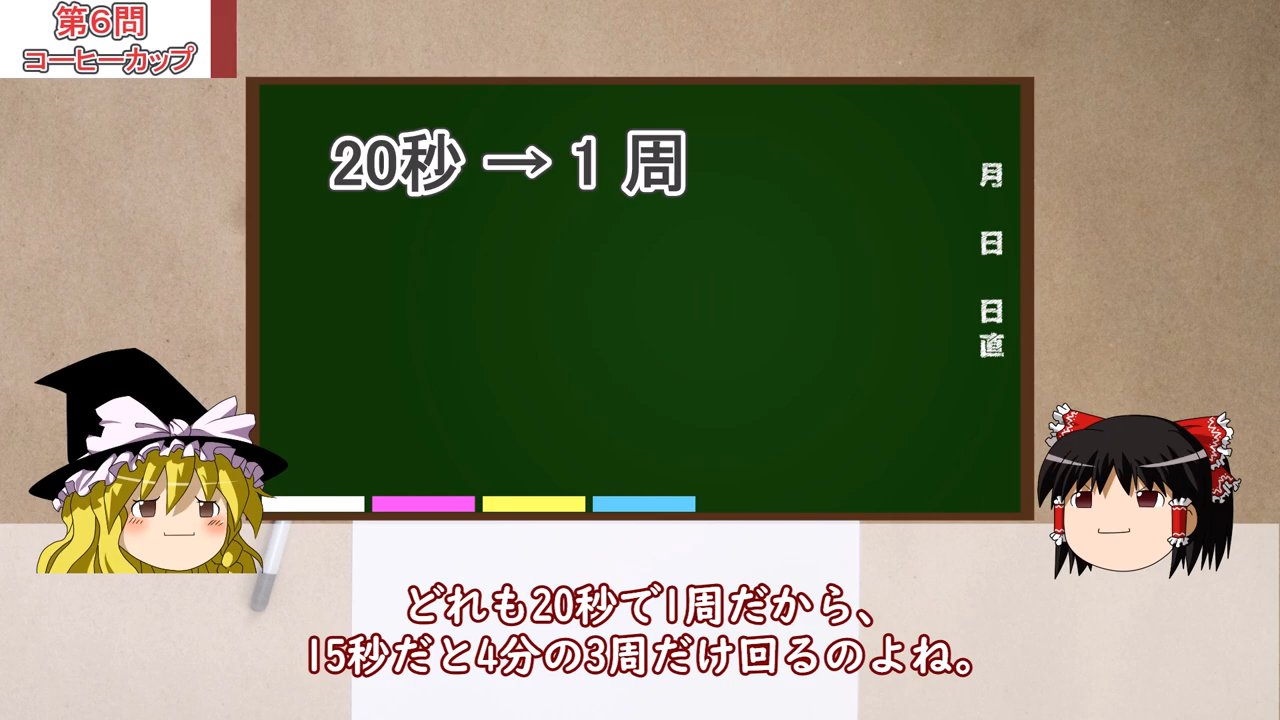 第6問
コーヒーカップ
20秒→1周
月
日
日
直
どれも20秒で1周だから、
15秒だと4分の3周だけ回るのよね。